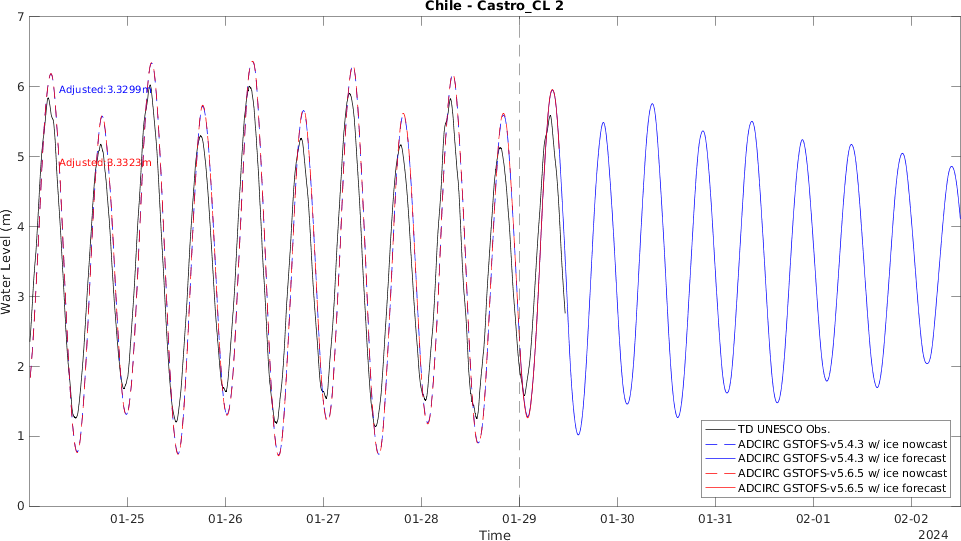 Chile - Castro_CL 2
7
6
5
4
3
2
1
0
Water Level (m)
Adjusted:3.3299m
Adjusted:3.3323m
TD UNESCO Obs.
ADCIRC GSTOFS-v5.4.3 w/ ice nowcast
ADCIRC GSTOFS-v5.4.3 w/ ice forecast
ADCIRC GSTOFS-v5.6.5 w/ ice nowcast
ADCIRC GSTOFS-v5.6.5 w/ ice forecast
01-25 01-26 01-27 01-28 01-29 01-30 01-31 02-01 02-02
Time
2024